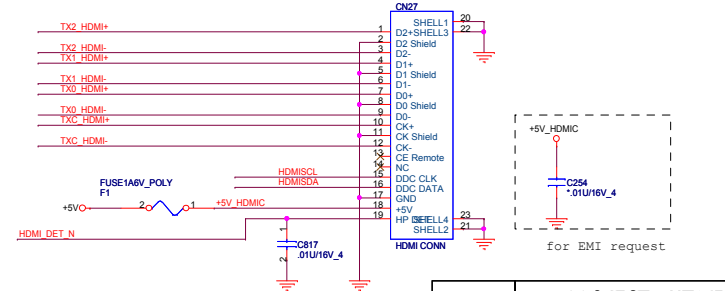 CN27
SHELL1 20
TX2_HDMI+ 1 D2+ SHELL3 22
2 D2 Shield
TX2_HDMI- 3 D2-
TX1_HDMI+ 4 D1+
5 D1 Shield
TX1_HDMI- 6 D1-
TX0_HDMI+ 7 D0+
8 D0 Shield
TX0_HDMI- 9 D0-
TXC_HDMI+ 10 CK+
11 CK Shield
TXC_HDMI- 12 CK-
13 CE Remote
14 NC
HDMISCL 15 DDC CLK
HDMISDA 16 DDC DATA
17 GND
+5V F1 FUSE1A6V_POLY 2 1 +5V_HDMIC 18 +5V
HDMI_DET_N 19 HP DET SHELL4 23
SHELL2 21
HDMI CONN
1 C817
.01U/16V_4
2
+5V_HDMIC
C254
*.01U/16V_4
for EMI request